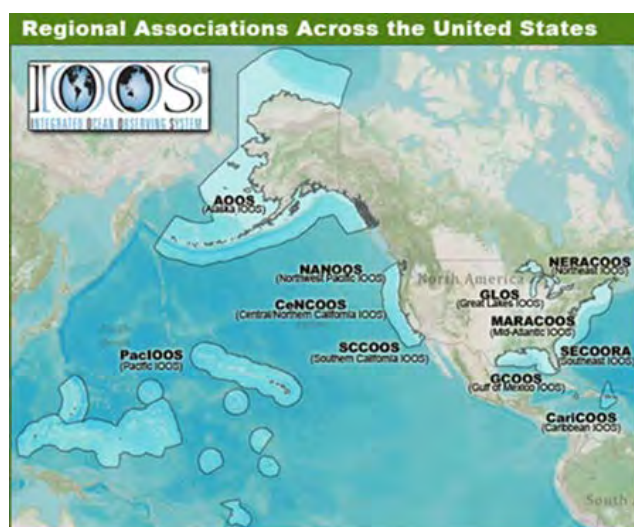 Regional Associations Across the United States
IOOS®
INTEGRATED OCEAN OBSERVING SYSTEM
AOOS
(Alaska IOOS)
NANOOS
(Northwest Pacific IOOS)
North America
NERACOOS
(Northeast IOOS)
GLOS
(Great Lakes IOOS)
CeNCOOS
(Central/Northern California IOOS)
MARACOOS
(Mid-Atlantic IOOS)
SCCOOS
(Southern California IOOS)
SECOORA
(Southeast IOOS)
PacIOOS
(Pacific IOOS)
GCOOS
(Gulf of Mexico IOOS)
CariCOOS
(Caribbean IOOS)
South